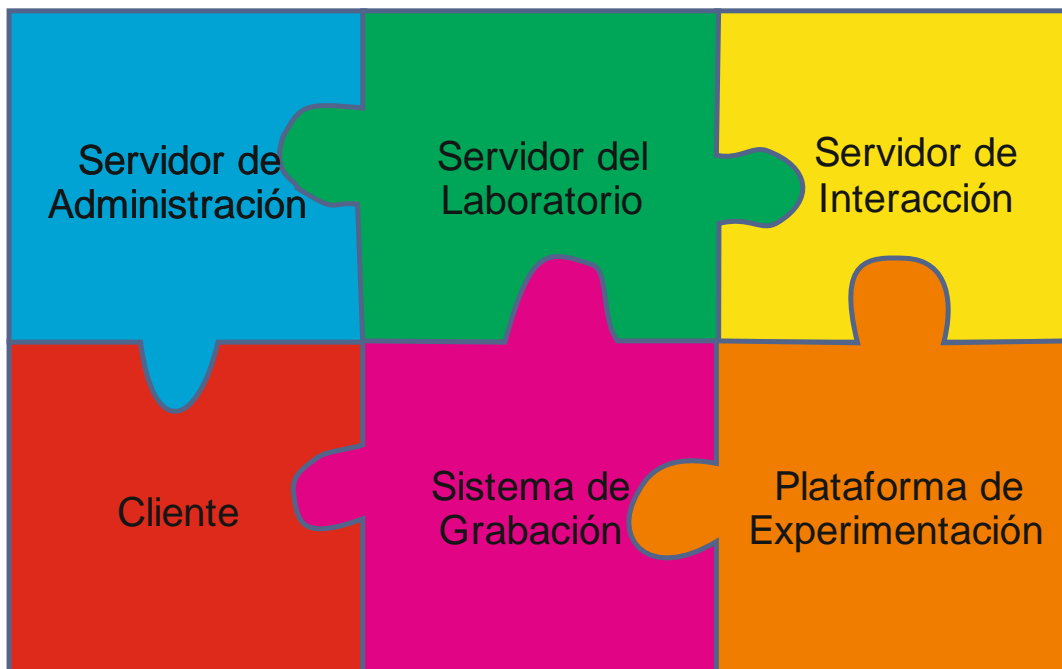 Servidor de
Administración
Servidor del
Laboratorio
Servidor de
Interacción
Cliente
Sistema de
Grabación
Plataforma de
Experimentación